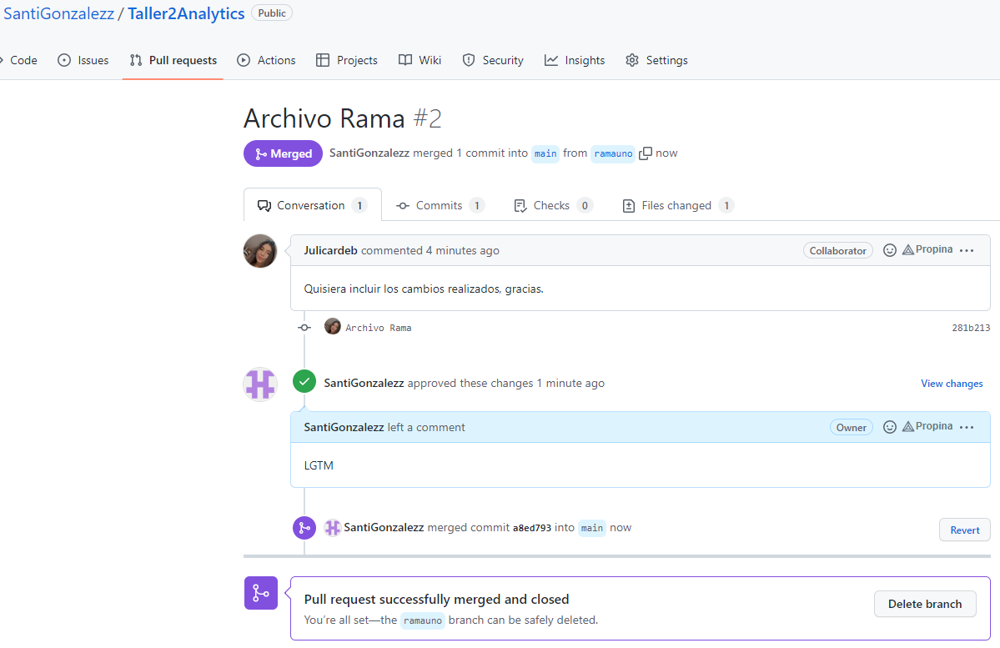 SantiGonzalezz / Taller2Analytics Public
Code Issues Pull requests Actions Projects Wiki Security Insights Settings
Archivo Rama #2
Merged SantiGonzalezz merged 1 commit into main from ramauno now
Conversation 1 Commits 1 Checks 0 Files changed 1
Julicardeb commented 4 minutes ago Collaborator Propina ...
Quisiera incluir los cambios realizados, gracias.
Archivo Rama 281b213
SantiGonzalezz approved these changes 1 minute ago View changes
SantiGonzalezz left a comment Owner Propina ...
LGTM
SantiGonzalezz merged commit a8ed793 into main now Revert
Pull request successfully merged and closed
You're all set—the ramauno branch can be safely deleted.
Delete branch